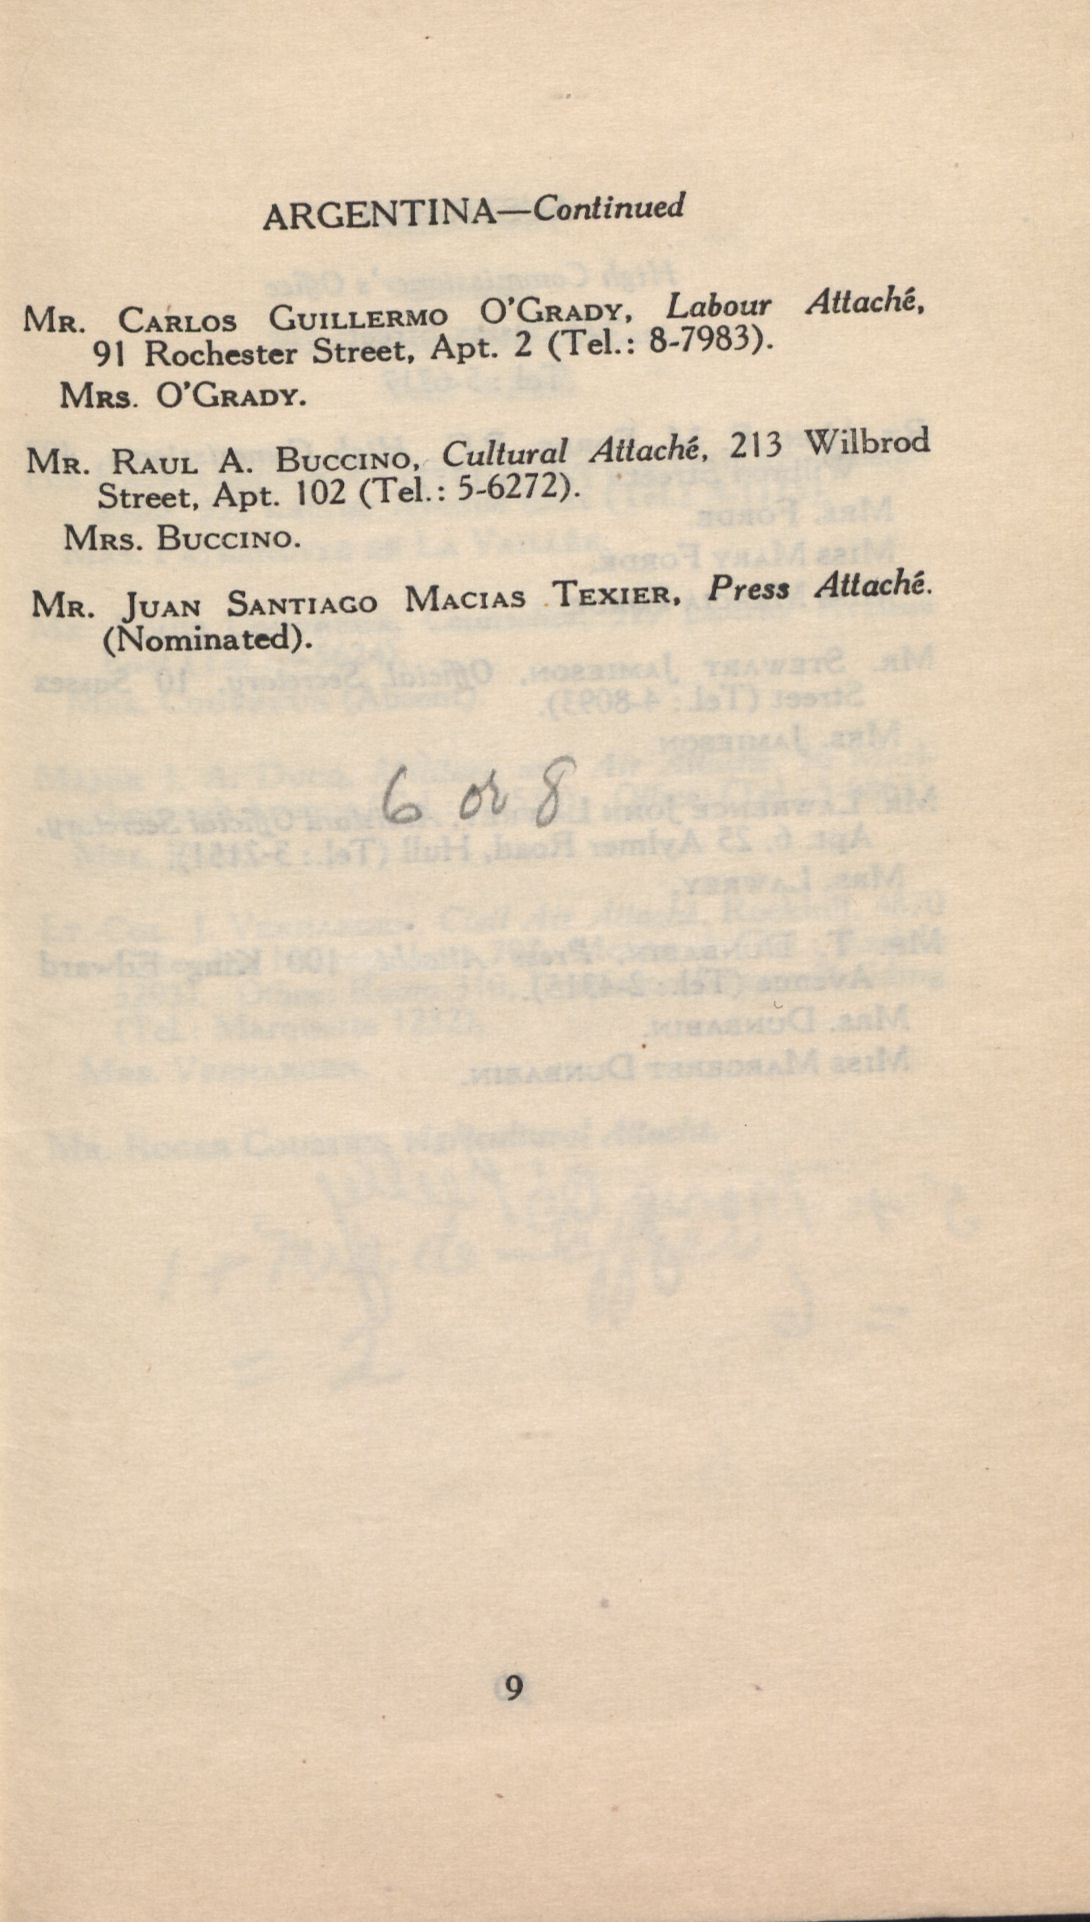 ARGENTINA—Continued
MR. CARLOS GUILLERMO O'GRADY, Labour Attaché,
91 Rochester Street, Apt. 2 (Tel.: 8-7983).
MRS. O'GRADY.
MR. RAUL A. BUCCINO, Cultural Attaché, 213 Wilbrod
Street, Apt. 102 (Tel.: 5-6272).
MRS. BUCCINO.
MR. JUAN SANTIAGO MACIAS TEXIER, Press Attaché.
(Nominated).
6 or 8
9